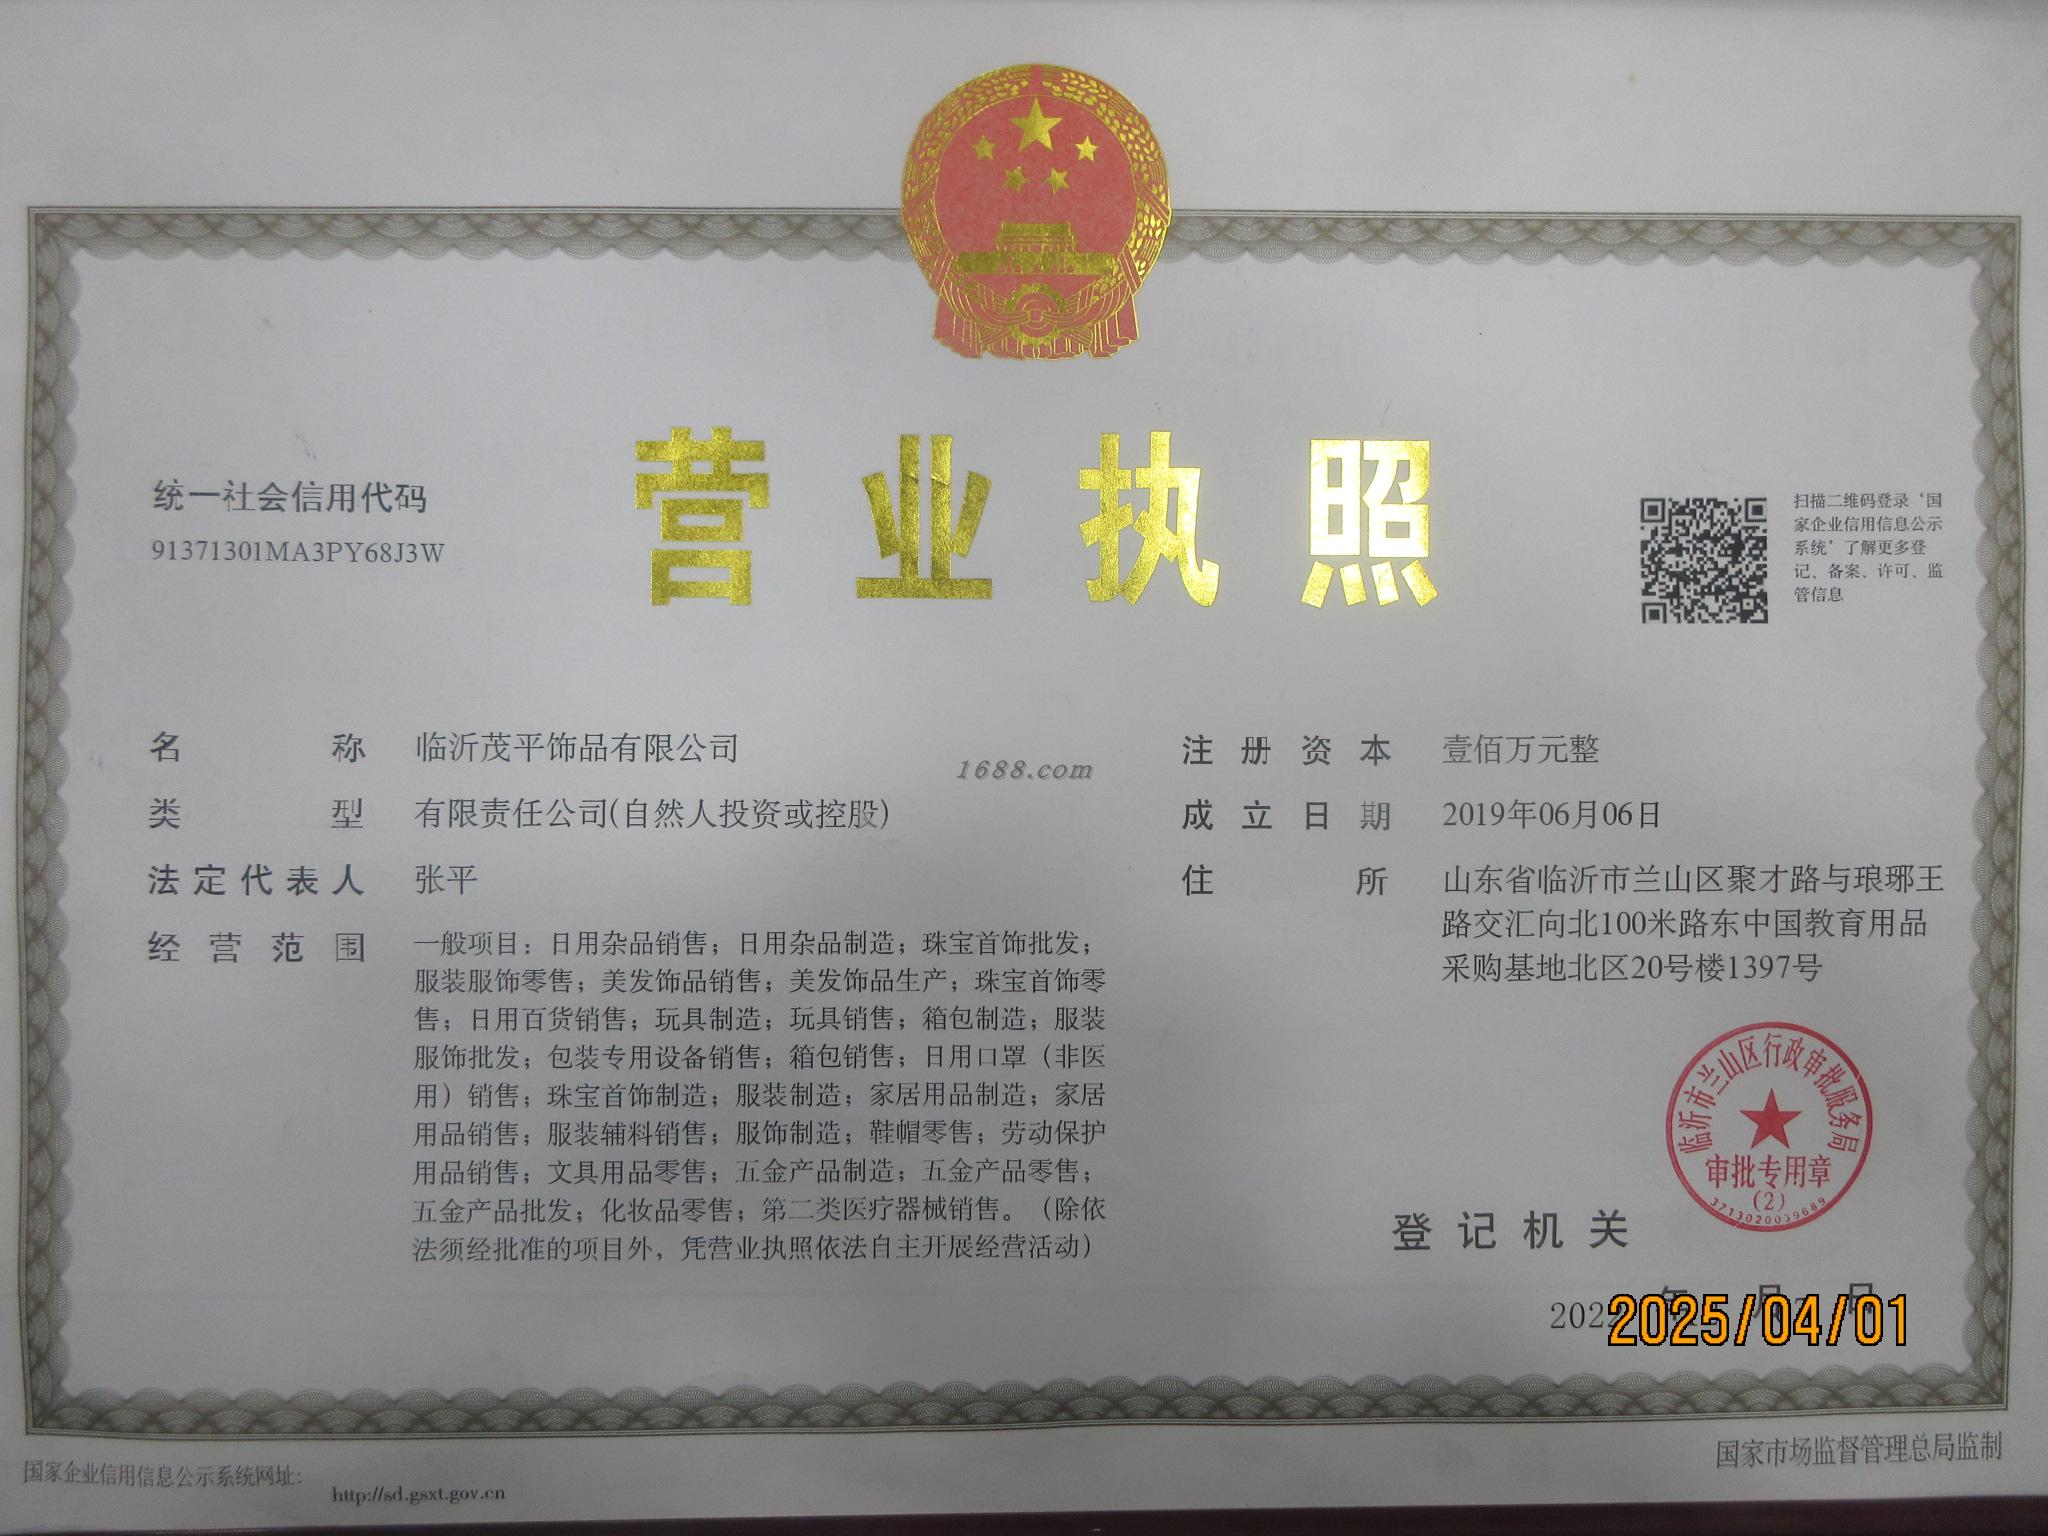 营业执照
统一社会信用代码
91371301MA3PY68J3W
扫描二维码登录‘国
家企业信用信息公示
系统’了解更多登
记、备案、许可、监
管信息
名称 临沂茂平饰品有限公司
类型 有限责任公司(自然人投资或控股)
法定代表人 张平
经营范围 一般项目：日用杂品销售；日用杂品制造；珠宝首饰批发；
服装服饰零售；美发饰品销售；美发饰品生产；珠宝首饰零
售；日用百货销售；玩具制造；玩具销售；箱包制造；服装
服饰批发；包装专用设备销售；箱包销售；日用口罩（非医
用）销售；珠宝首饰制造；服装制造；家居用品制造；家居
用品销售；服装辅料销售；服饰制造；鞋帽零售；劳动保护
用品销售；文具用品零售；五金产品制造；五金产品零售；
五金产品批发；化妆品零售；第二类医疗器械销售。（除依
法须经批准的项目外，凭营业执照依法自主开展经营活动）
1688.com
注册资本 壹佰万元整
成立日期 2019年06月06日
住所 山东省临沂市兰山区聚才路与琅琊王
路交汇向北100米路东中国教育用品
采购基地北区20号楼1397号
临沂市兰山区行政审批服务局
审批专用章
(2)
3713020039689
登记机关
年 月 日
2025/04/01
国家企业信用信息公示系统网址：
http://sd.gsxt.gov.cn
国家市场监督管理总局监制